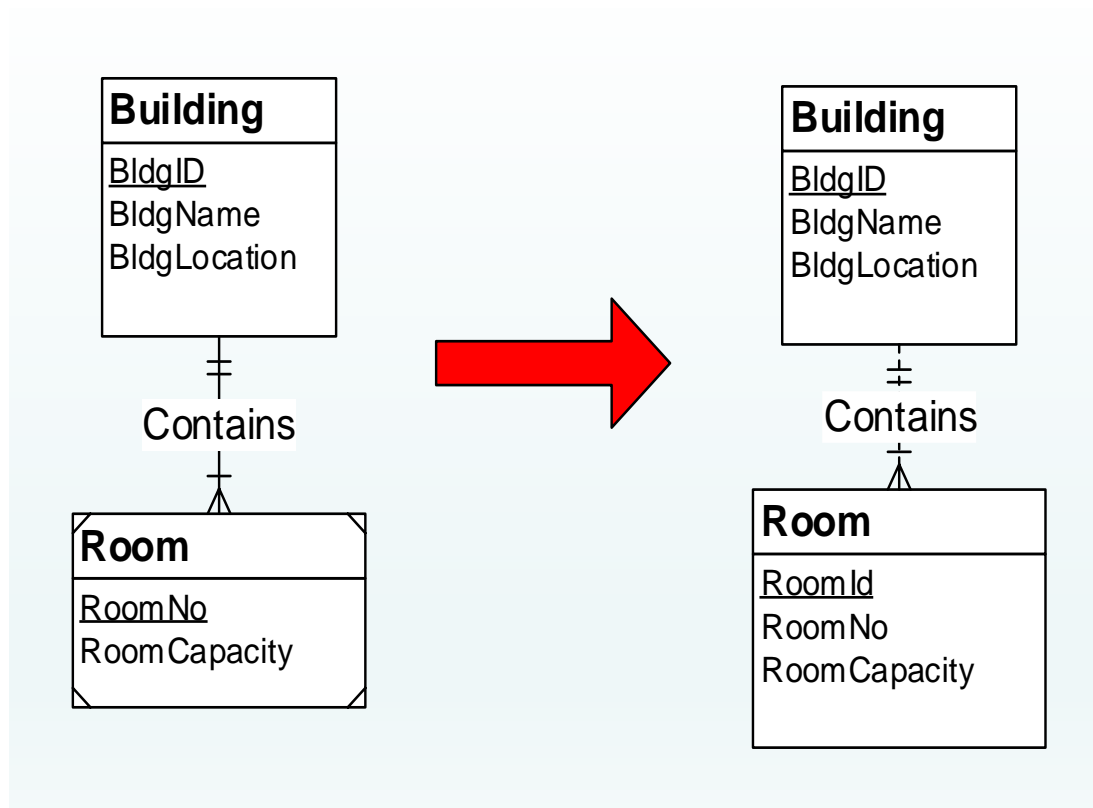 Building
BldgID
BldgName
BldgLocation
Contains
Room
RoomNo
RoomCapacity
Building
BldgID
BldgName
BldgLocation
Contains
Room
RoomId
RoomNo
RoomCapacity